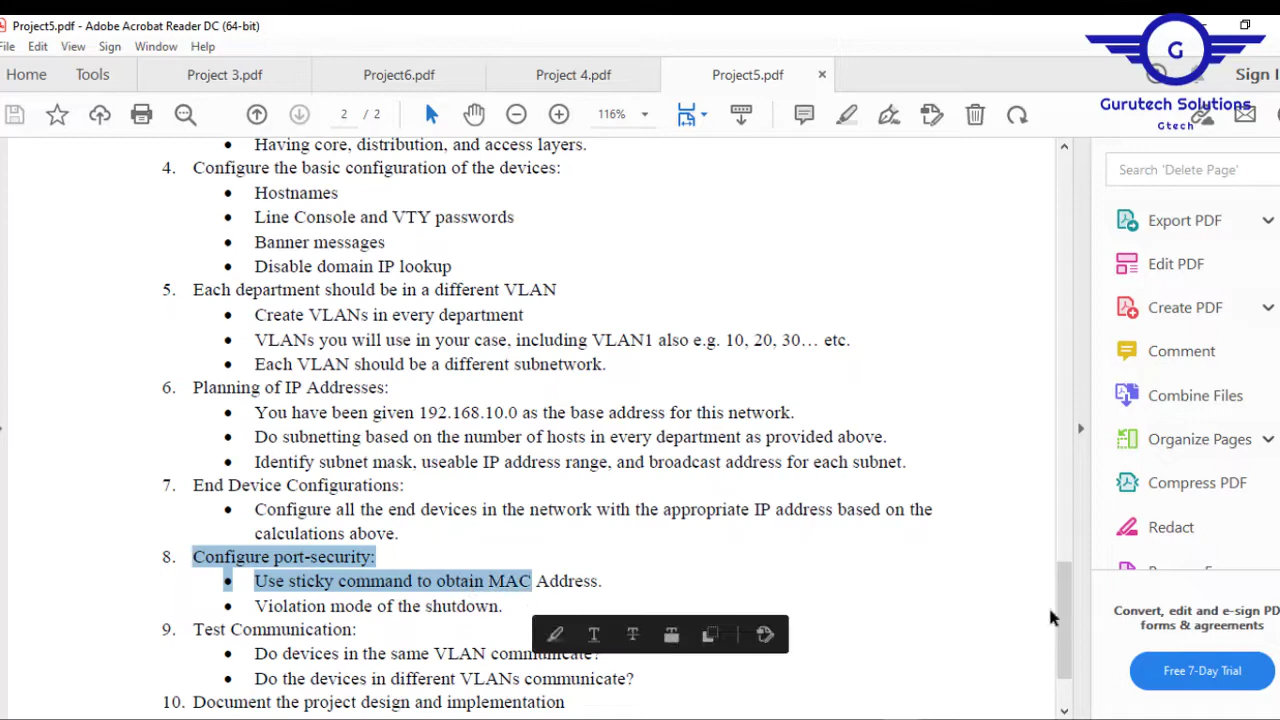 Project5.pdf - Adobe Acrobat Reader DC (64-bit)
File Edit View Sign Window Help
Home Tools Project 3.pdf Project6.pdf Project 4.pdf Project5.pdf × Sign
G
Gurutech Solutions
Gtech
2 / 2 116%
Having core, distribution, and access layers.
4. Configure the basic configuration of the devices:
• Hostnames
• Line Console and VTY passwords
• Banner messages
• Disable domain IP lookup
5. Each department should be in a different VLAN
• Create VLANs in every department
• VLANs you will use in your case, including VLAN1 also e.g. 10, 20, 30… etc.
• Each VLAN should be a different subnetwork.
6. Planning of IP Addresses:
• You have been given 192.168.10.0 as the base address for this network.
• Do subnetting based on the number of hosts in every department as provided above.
• Identify subnet mask, useable IP address range, and broadcast address for each subnet.
7. End Device Configurations:
• Configure all the end devices in the network with the appropriate IP address based on the
calculations above.
8. Configure port-security:
• Use sticky command to obtain MAC Address.
• Violation mode of the shutdown.
9. Test Communication:
• Do devices in the same VLAN communicate?
• Do the devices in different VLANs communicate?
10. Document the project design and implementation
Search 'Delete Page'
Export PDF
Edit PDF
Create PDF
Comment
Combine Files
Organize Pages
Compress PDF
Redact
Convert, edit and e-sign PD
forms & agreements
Free 7-Day Trial